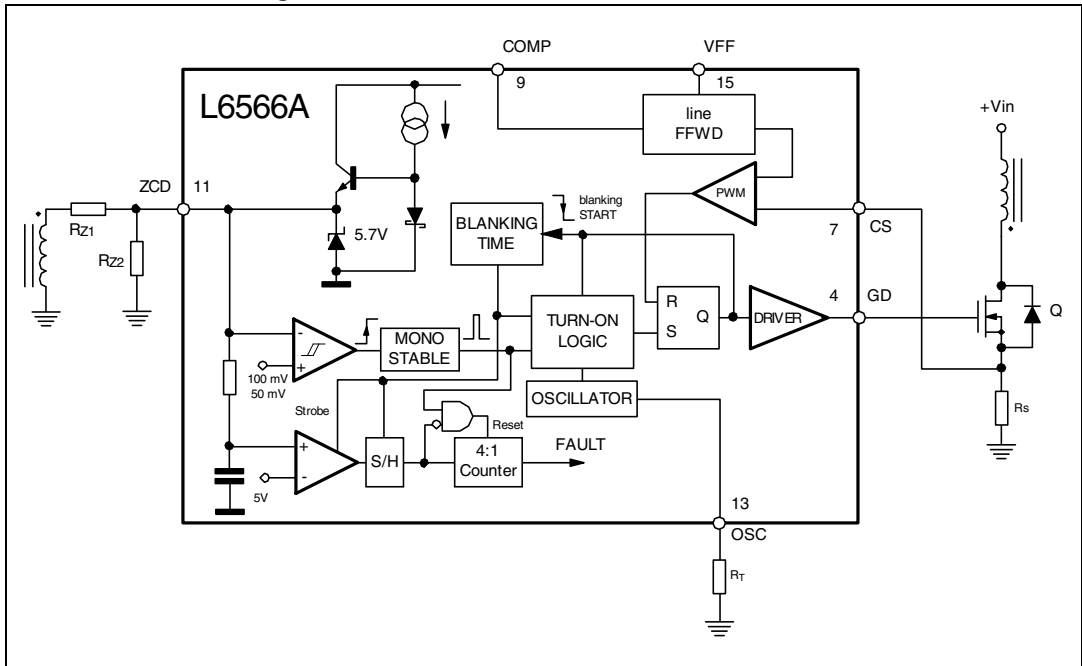 COMP
VFF
9
15
L6566A
line
FFWD
+Vin
ZCD
11
PWM
RZ1
RZ2
5.7V
BLANKING
TIME
blanking
START
7
CS
4
GD
R
S
Q
DRIVER
Q
TURN-ON
LOGIC
-
+
MONO
STABLE
100 mV
50 mV
OSCILLATOR
Rs
Strobe
Reset
+
-
S/H
4:1
Counter
FAULT
5V
13
OSC
RT